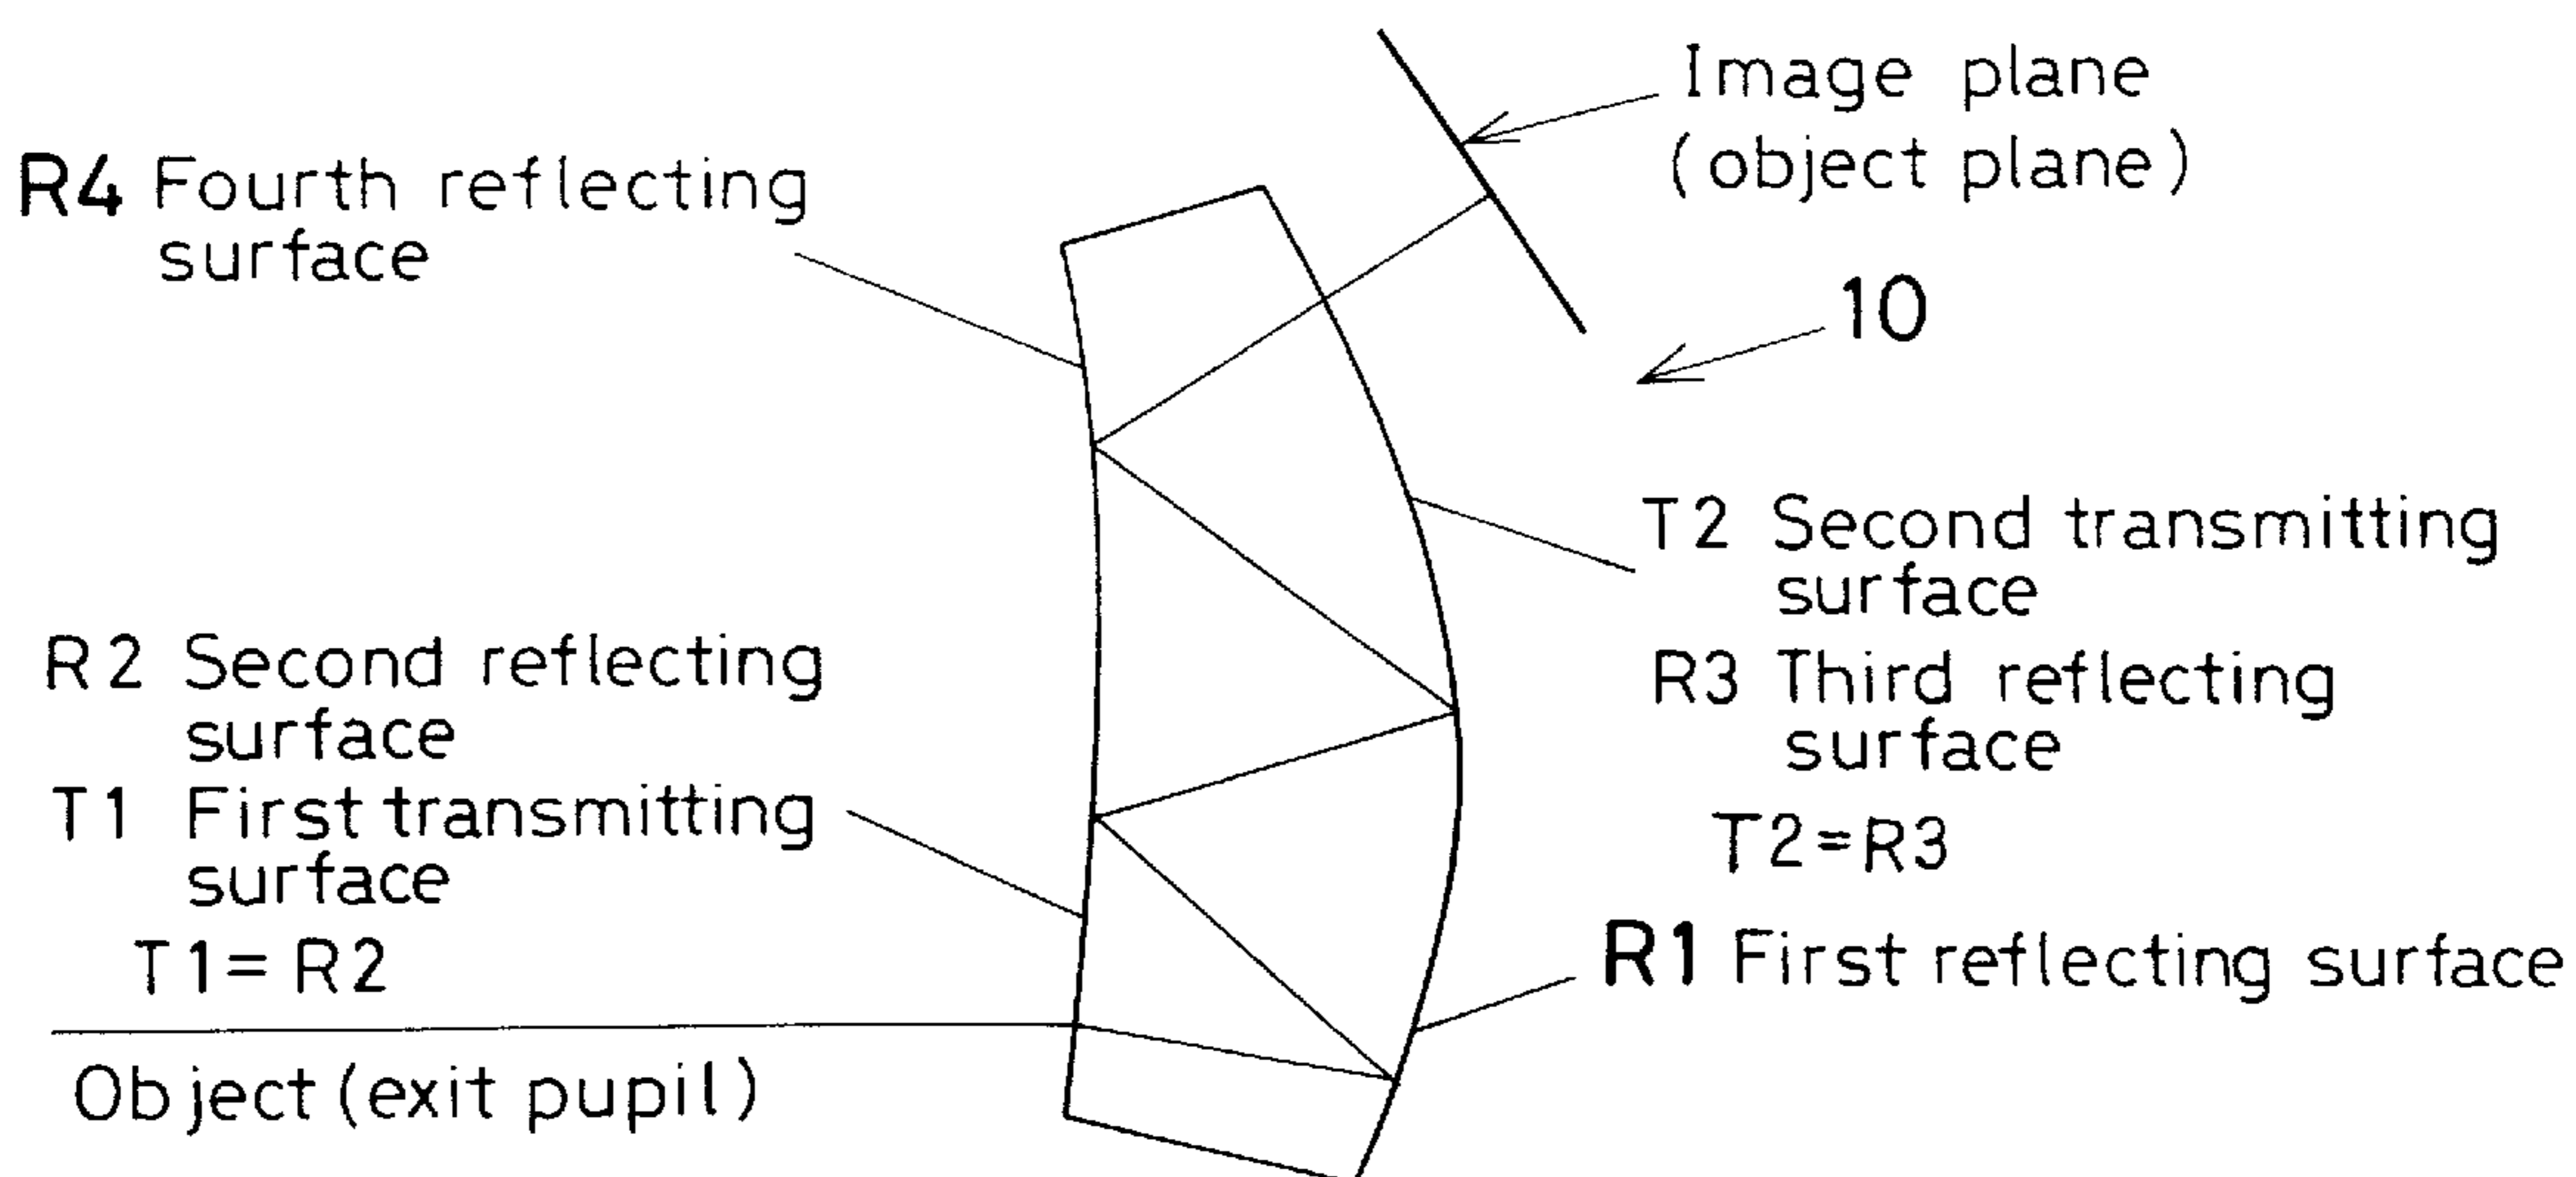 R4 Fourth reflecting
surface
R2 Second reflecting
surface
T1 First transmitting
surface
T1=R2
Object (exit pupil)
Image plane
(object plane)
10
T2 Second transmitting
surface
R3 Third reflecting
surface
T2=R3
R1 First reflecting surface